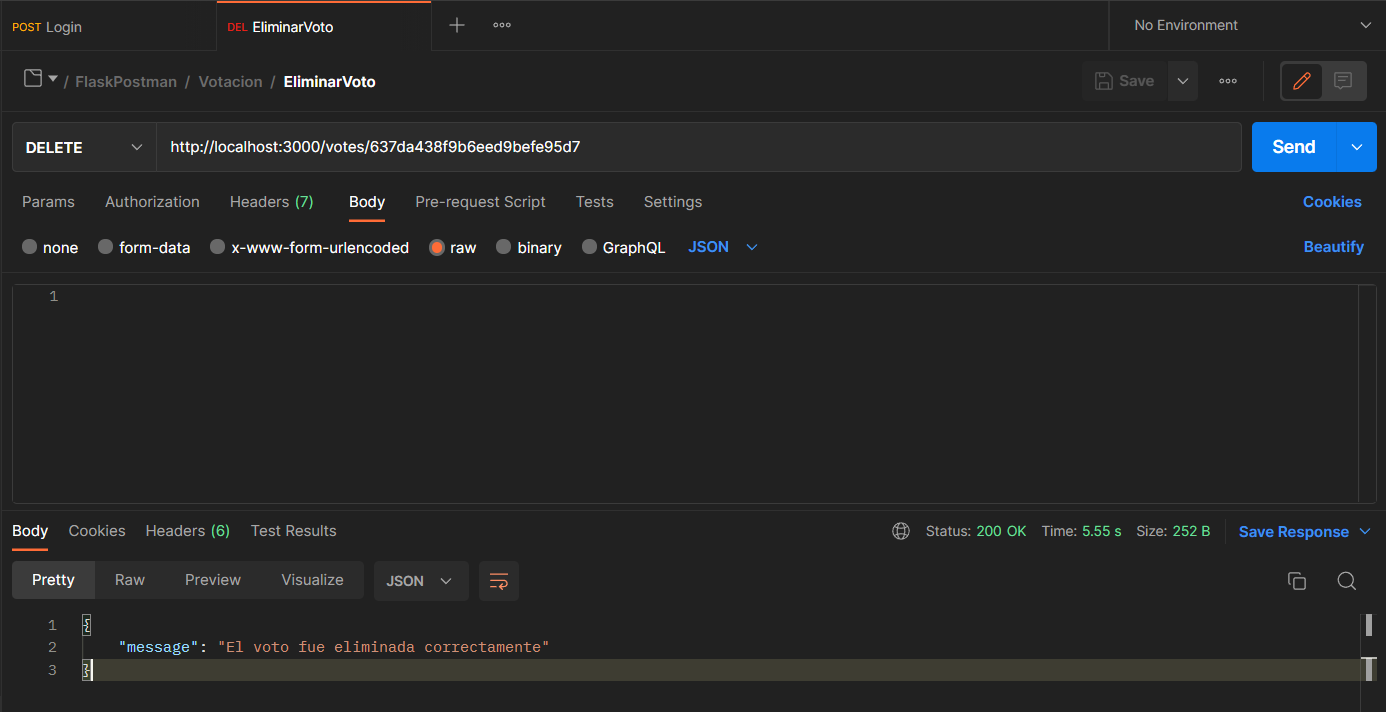 POST Login DEL EliminarVoto No Environment
/ FlaskPostman / Votacion / EliminarVoto Save
DELETE http://localhost:3000/votes/637da438f9b6eed9befe95d7 Send
Params Authorization Headers (7) Body Pre-request Script Tests Settings Cookies
none form-data x-www-form-urlencoded raw binary GraphQL JSON Beautify
1
Body Cookies Headers (6) Test Results Status: 200 OK Time: 5.55 s Size: 252 B Save Response
Pretty Raw Preview Visualize JSON
1 {
2 "message": "El voto fue eliminada correctamente"
3 }